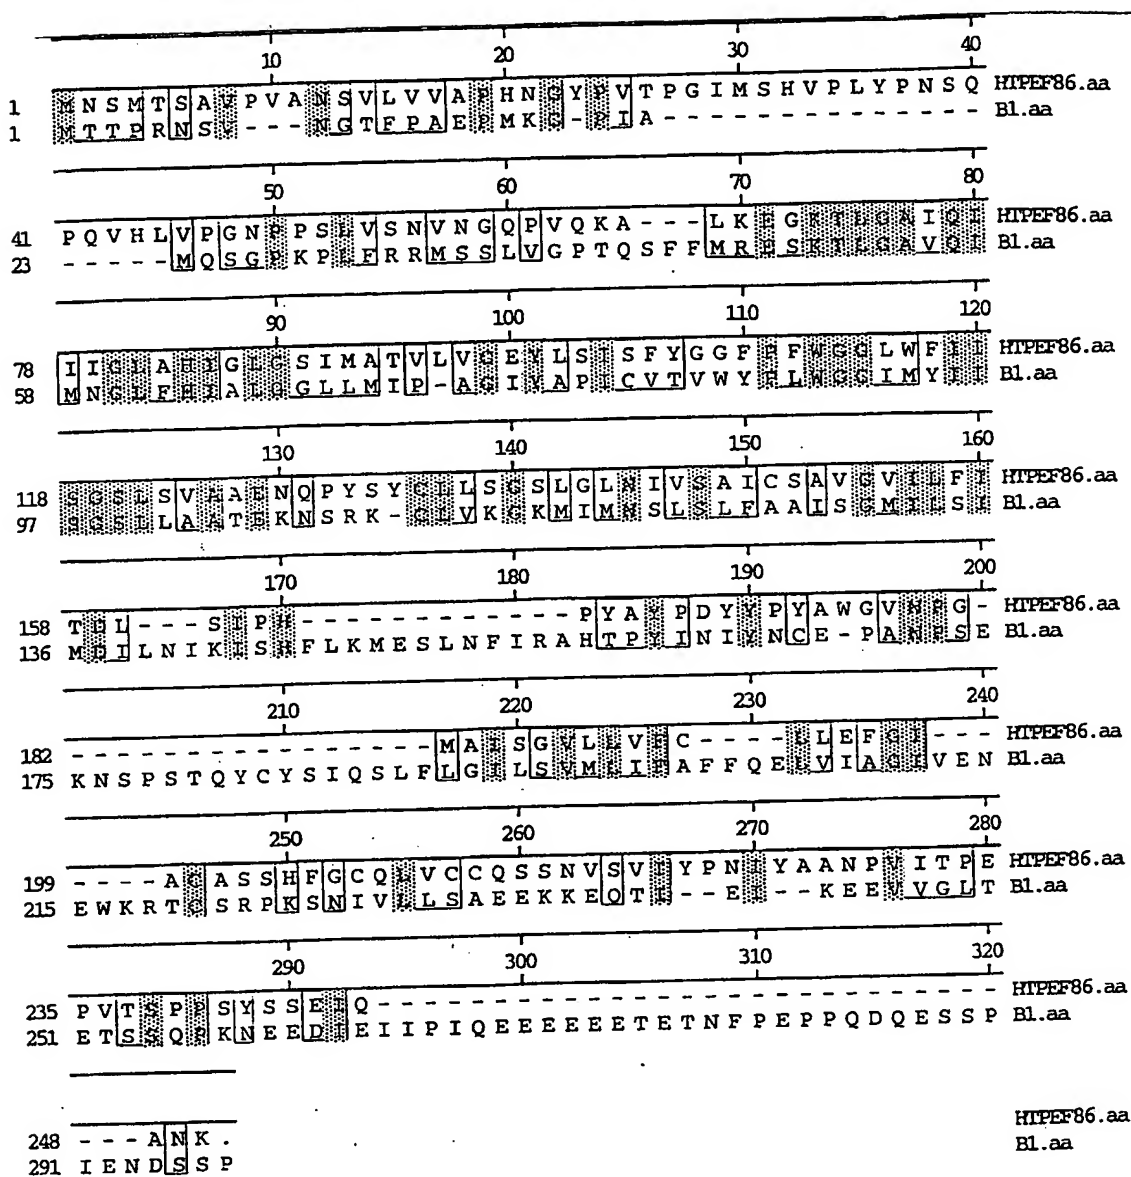 10 20 30 40
1 M N S M T S A V P V A N S V L V V A P H N G Y P V T P G I M S H V P L Y P N S Q HTPEF86.aa
1 M T T P R N S V - - - N G T F P A E P M K G - P I A - - - - - - - - - - - - - - B1.aa
50 60 70 80
41 P Q V H L V P G N P P S L V S N V N G Q P V Q K A - - - L K E G K T L G A I Q I HTPEF86.aa
23 - - - - - M Q S G P K P L F R R M S S L V G P T Q S F F M R E S K T L G A V Q I B1.aa
90 100 110 120
78 I I G L A H I G L G S I M A T V L V G E Y L S I S F Y G G F P F W G G L W F I I HTPEF86.aa
58 M N G L F H I A L G G L L M I P - A G I Y A P I C V T V W Y P L W G G I M Y I I B1.aa
130 140 150 160
118 S G S L S V A A E N Q P Y S Y C L L S G S L G L N I V S A I C S A V G V I L F I HTPEF86.aa
97 S G S L L A A T E K N S R K - C L V K G K M I M N S L S L F A A I S G M I L S I B1.aa
170 180 190 200
158 T D L - - - S I P H - - - - - - - - - - - - P Y A Y P D Y Y P Y A W G V N P G - HTPEF86.aa
136 M D I L N I K I S H F L K M E S L N F I R A H T P Y I N I Y N C E - P A N P S E B1.aa
210 220 230 240
182 - - - - - - - - - - - - - - - - M A I S G V L L V F C - - - - L L E F G I - - - HTPEF86.aa
175 K N S P S T Q Y C Y S I Q S L F L G I L S V M L I F A F F Q E L V I A G I V E N B1.aa
250 260 270 280
199 - - - - A C A S S H F G C Q L V C C Q S S N V S V I Y P N I Y A A N P V I T P E HTPEF86.aa
215 E W K R T C S R P K S N I V L L S A E E K K E Q T I - - E I - - K E E V V G L T B1.aa
290 300 310 320
235 P V T S P P S Y S S E I Q - - - - - - - - - - - - - - - - - - - - - - - - - - - HTPEF86.aa
251 E T S S Q P K N E E D I E I I P I Q E E E E E E T E T N F P E P P Q D Q E S S P B1.aa
248 - - - A N K . HTPEF86.aa
291 I E N D S S P B1.aa